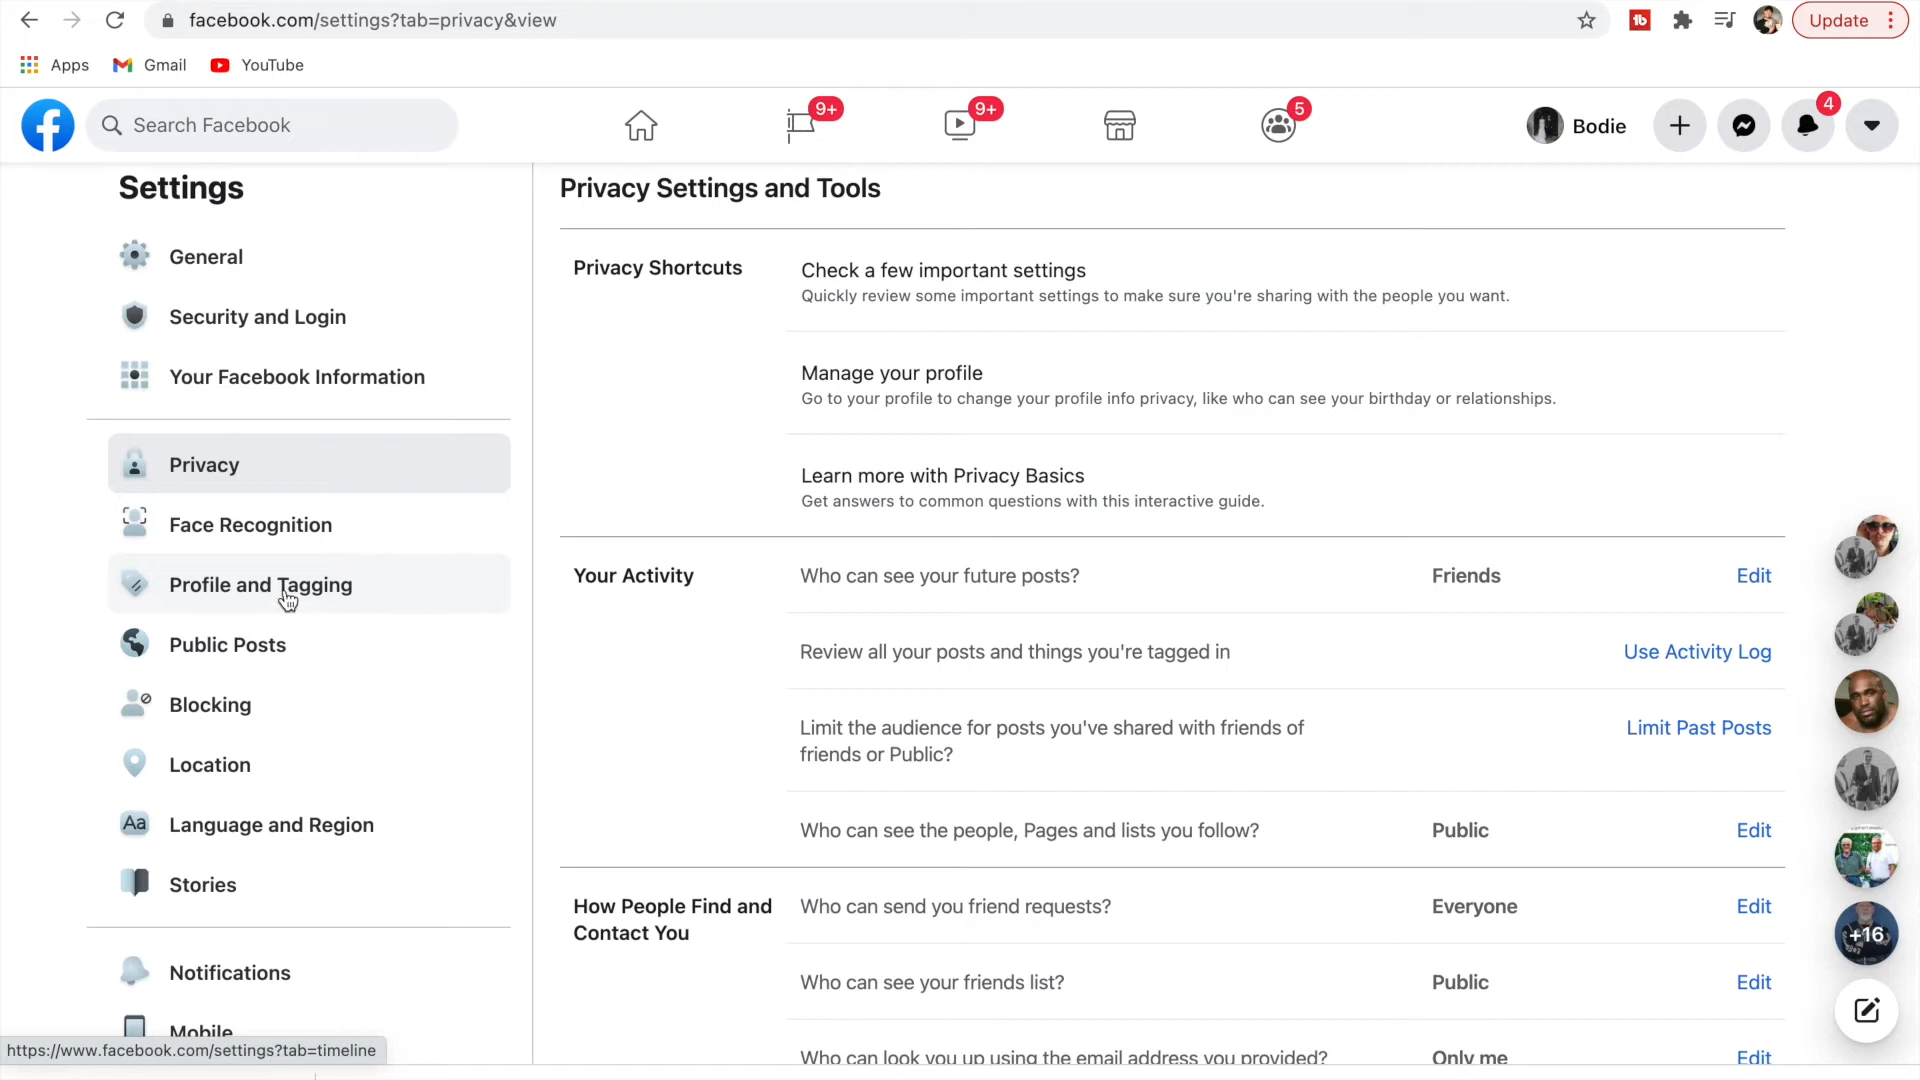 facebook.com/settings?tab=privacy&view
Update
Apps
Gmail
YouTube
Search Facebook
9+
9+
5
Bodie
4
Settings
General
Security and Login
Your Facebook Information
Privacy
Face Recognition
Profile and Tagging
Public Posts
Blocking
Location
Aa
Language and Region
Stories
Notifications
Mobile
https://www.facebook.com/settings?tab=timeline
Privacy Settings and Tools
Privacy Shortcuts
Check a few important settings
Quickly review some important settings to make sure you're sharing with the people you want.
Manage your profile
Go to your profile to change your profile info privacy, like who can see your birthday or relationships.
Learn more with Privacy Basics
Get answers to common questions with this interactive guide.
Your Activity
Who can see your future posts?
Friends
Edit
Review all your posts and things you're tagged in
Use Activity Log
Limit the audience for posts you've shared with friends of
friends or Public?
Limit Past Posts
Who can see the people, Pages and lists you follow?
Public
Edit
How People Find and
Contact You
Who can send you friend requests?
Everyone
Edit
Who can see your friends list?
Public
Edit
Who can look you up using the email address you provided?
Only me
Edit
+16